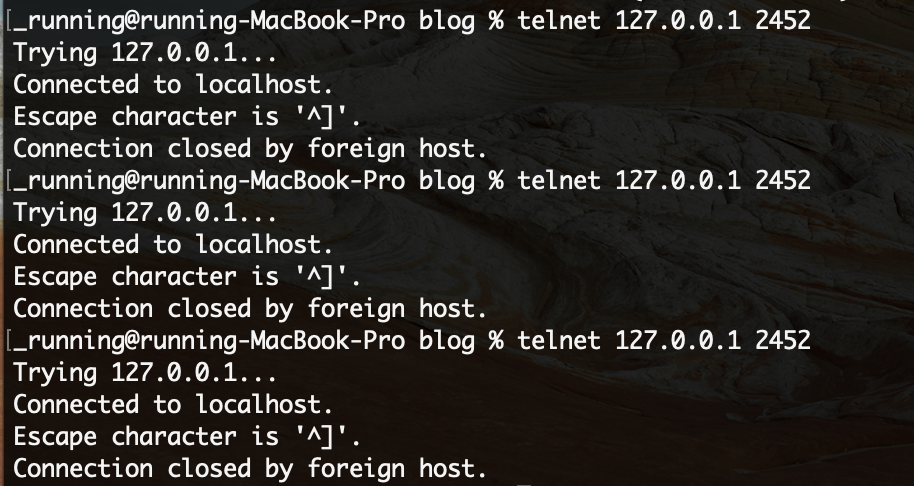 [_running@running-MacBook-Pro blog % telnet 127.0.0.1 2452
Trying 127.0.0.1...
Connected to localhost.
Escape character is '^]'.
Connection closed by foreign host.
[_running@running-MacBook-Pro blog % telnet 127.0.0.1 2452
Trying 127.0.0.1...
Connected to localhost.
Escape character is '^]'.
Connection closed by foreign host.
[_running@running-MacBook-Pro blog % telnet 127.0.0.1 2452
Trying 127.0.0.1...
Connected to localhost.
Escape character is '^]'.
Connection closed by foreign host.